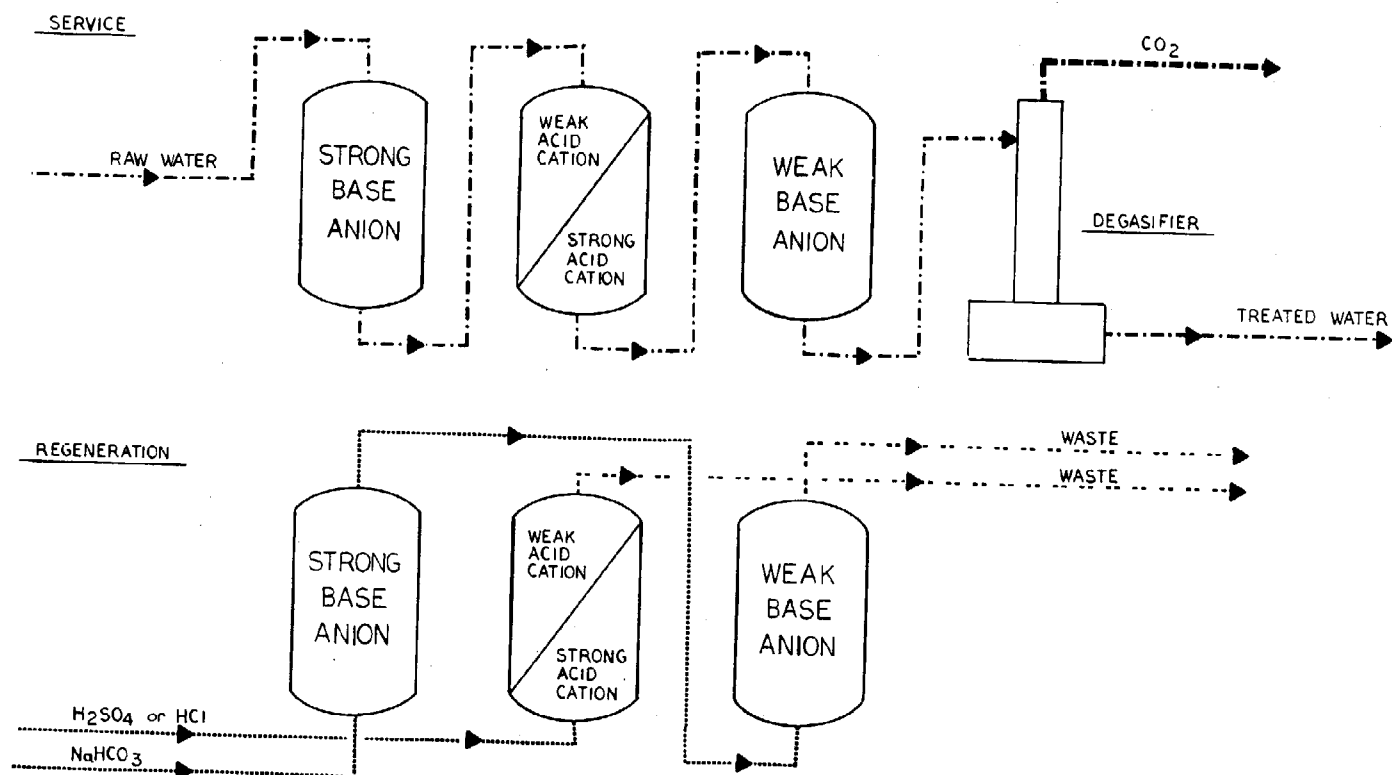 SERVICE
CO2
RAW WATER
STRONG
BASE
ANION
WEAK
ACID
CATION
STRONG
ACID
CATION
WEAK
BASE
ANION
DEGASIFIER
TREATED WATER
REGENERATION
WASTE
WASTE
STRONG
BASE
ANION
WEAK
ACID
CATION
STRONG
ACID
CATION
WEAK
BASE
ANION
H2SO4 or HCl
NaHCO3